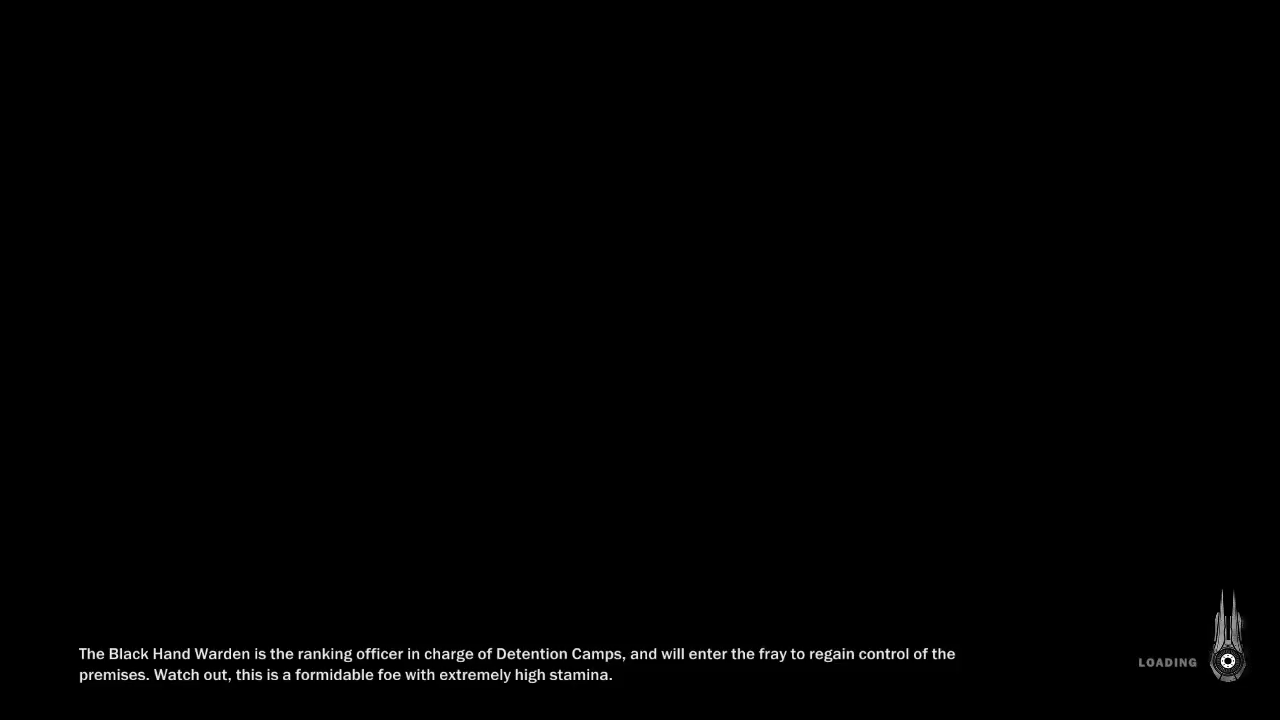 The Black Hand Warden is the ranking officer in charge of Detention Camps, and will enter the fray to regain control of the
premises. Watch out, this is a formidable foe with extremely high stamina.
LOADING